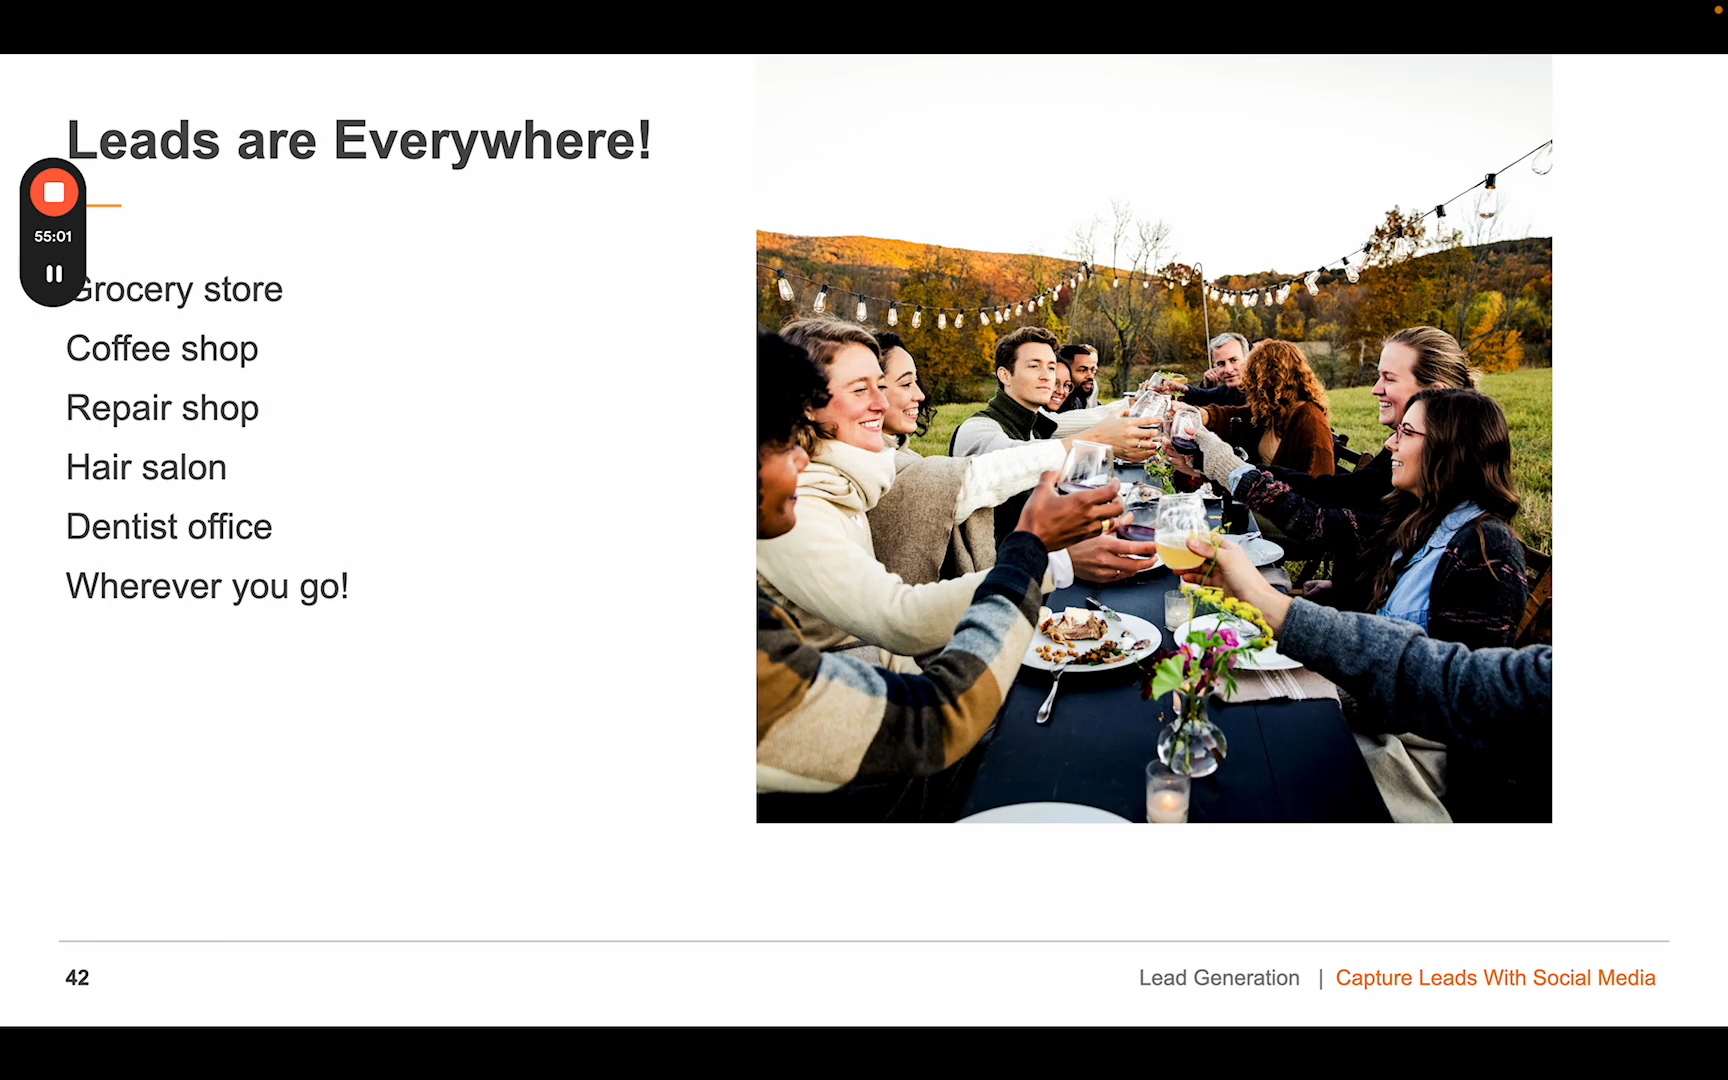 Leads are Everywhere!
55:01
Grocery store
Coffee shop
Repair shop
Hair salon
Dentist office
Wherever you go!
42
Lead Generation | Capture Leads With Social Media